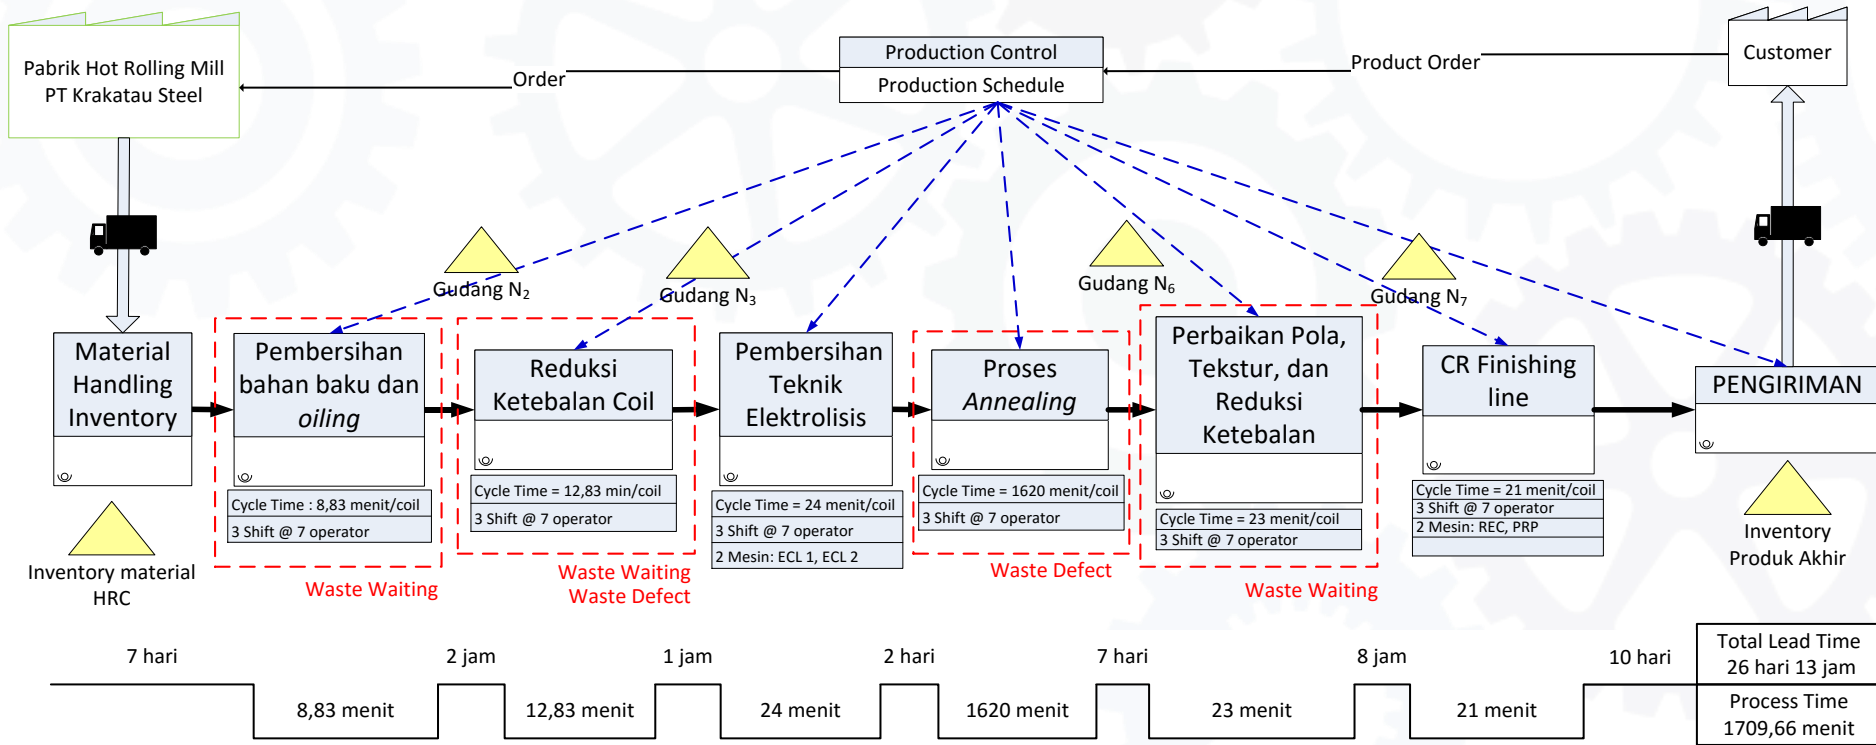 Pabrik Hot Rolling Mill
PT Krakatau Steel
Order
Production Control
Production Schedule
Product Order
Customer
Gudang N2
Gudang N3
Gudang N6
Gudang N7
Material
Handling
Inventory
Pembersihan
bahan baku dan
oiling
Reduksi
Ketebalan Coil
Pembersihan
Teknik
Elektrolisis
Proses
Annealing
Perbaikan Pola,
Tekstur, dan
Reduksi
Ketebalan
CR Finishing
line
PENGIRIMAN
Cycle Time : 8,83 menit/coil
3 Shift @ 7 operator
Cycle Time = 12,83 min/coil
3 Shift @ 7 operator
Cycle Time = 24 menit/coil
3 Shift @ 7 operator
2 Mesin: ECL 1, ECL 2
Cycle Time = 1620 menit/coil
3 Shift @ 7 operator
Cycle Time = 23 menit/coil
3 Shift @ 7 operator
Cycle Time = 21 menit/coil
3 Shift @ 7 operator
2 Mesin: REC, PRP
Inventory material
HRC
Waste Waiting
Waste Waiting
Waste Defect
Waste Defect
Waste Waiting
Inventory
Produk Akhir
7 hari
2 jam
1 jam
2 hari
7 hari
8 jam
10 hari
Total Lead Time
26 hari 13 jam
8,83 menit
12,83 menit
24 menit
1620 menit
23 menit
21 menit
Process Time
1709,66 menit